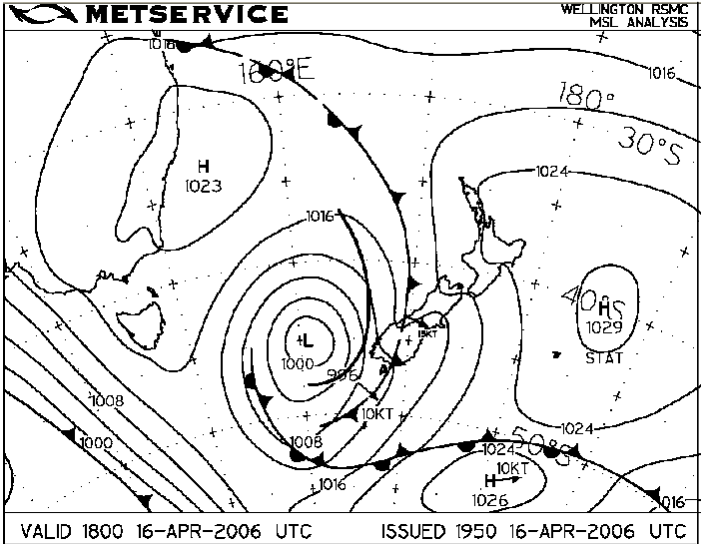 METSERVICE
WELLINGTON RSMC
MSL ANALYSIS
1016
160°E
1016
180°
30°S
H
1023
1024
1016
40°S
H
1029
STAT
L
1000
996
10KT
1008
1008
1000
1024
50°S
1024
10KT
H
1026
1016
1016
VALID 1800 16-APR-2006 UTC
ISSUED 1950 16-APR-2006 UTC